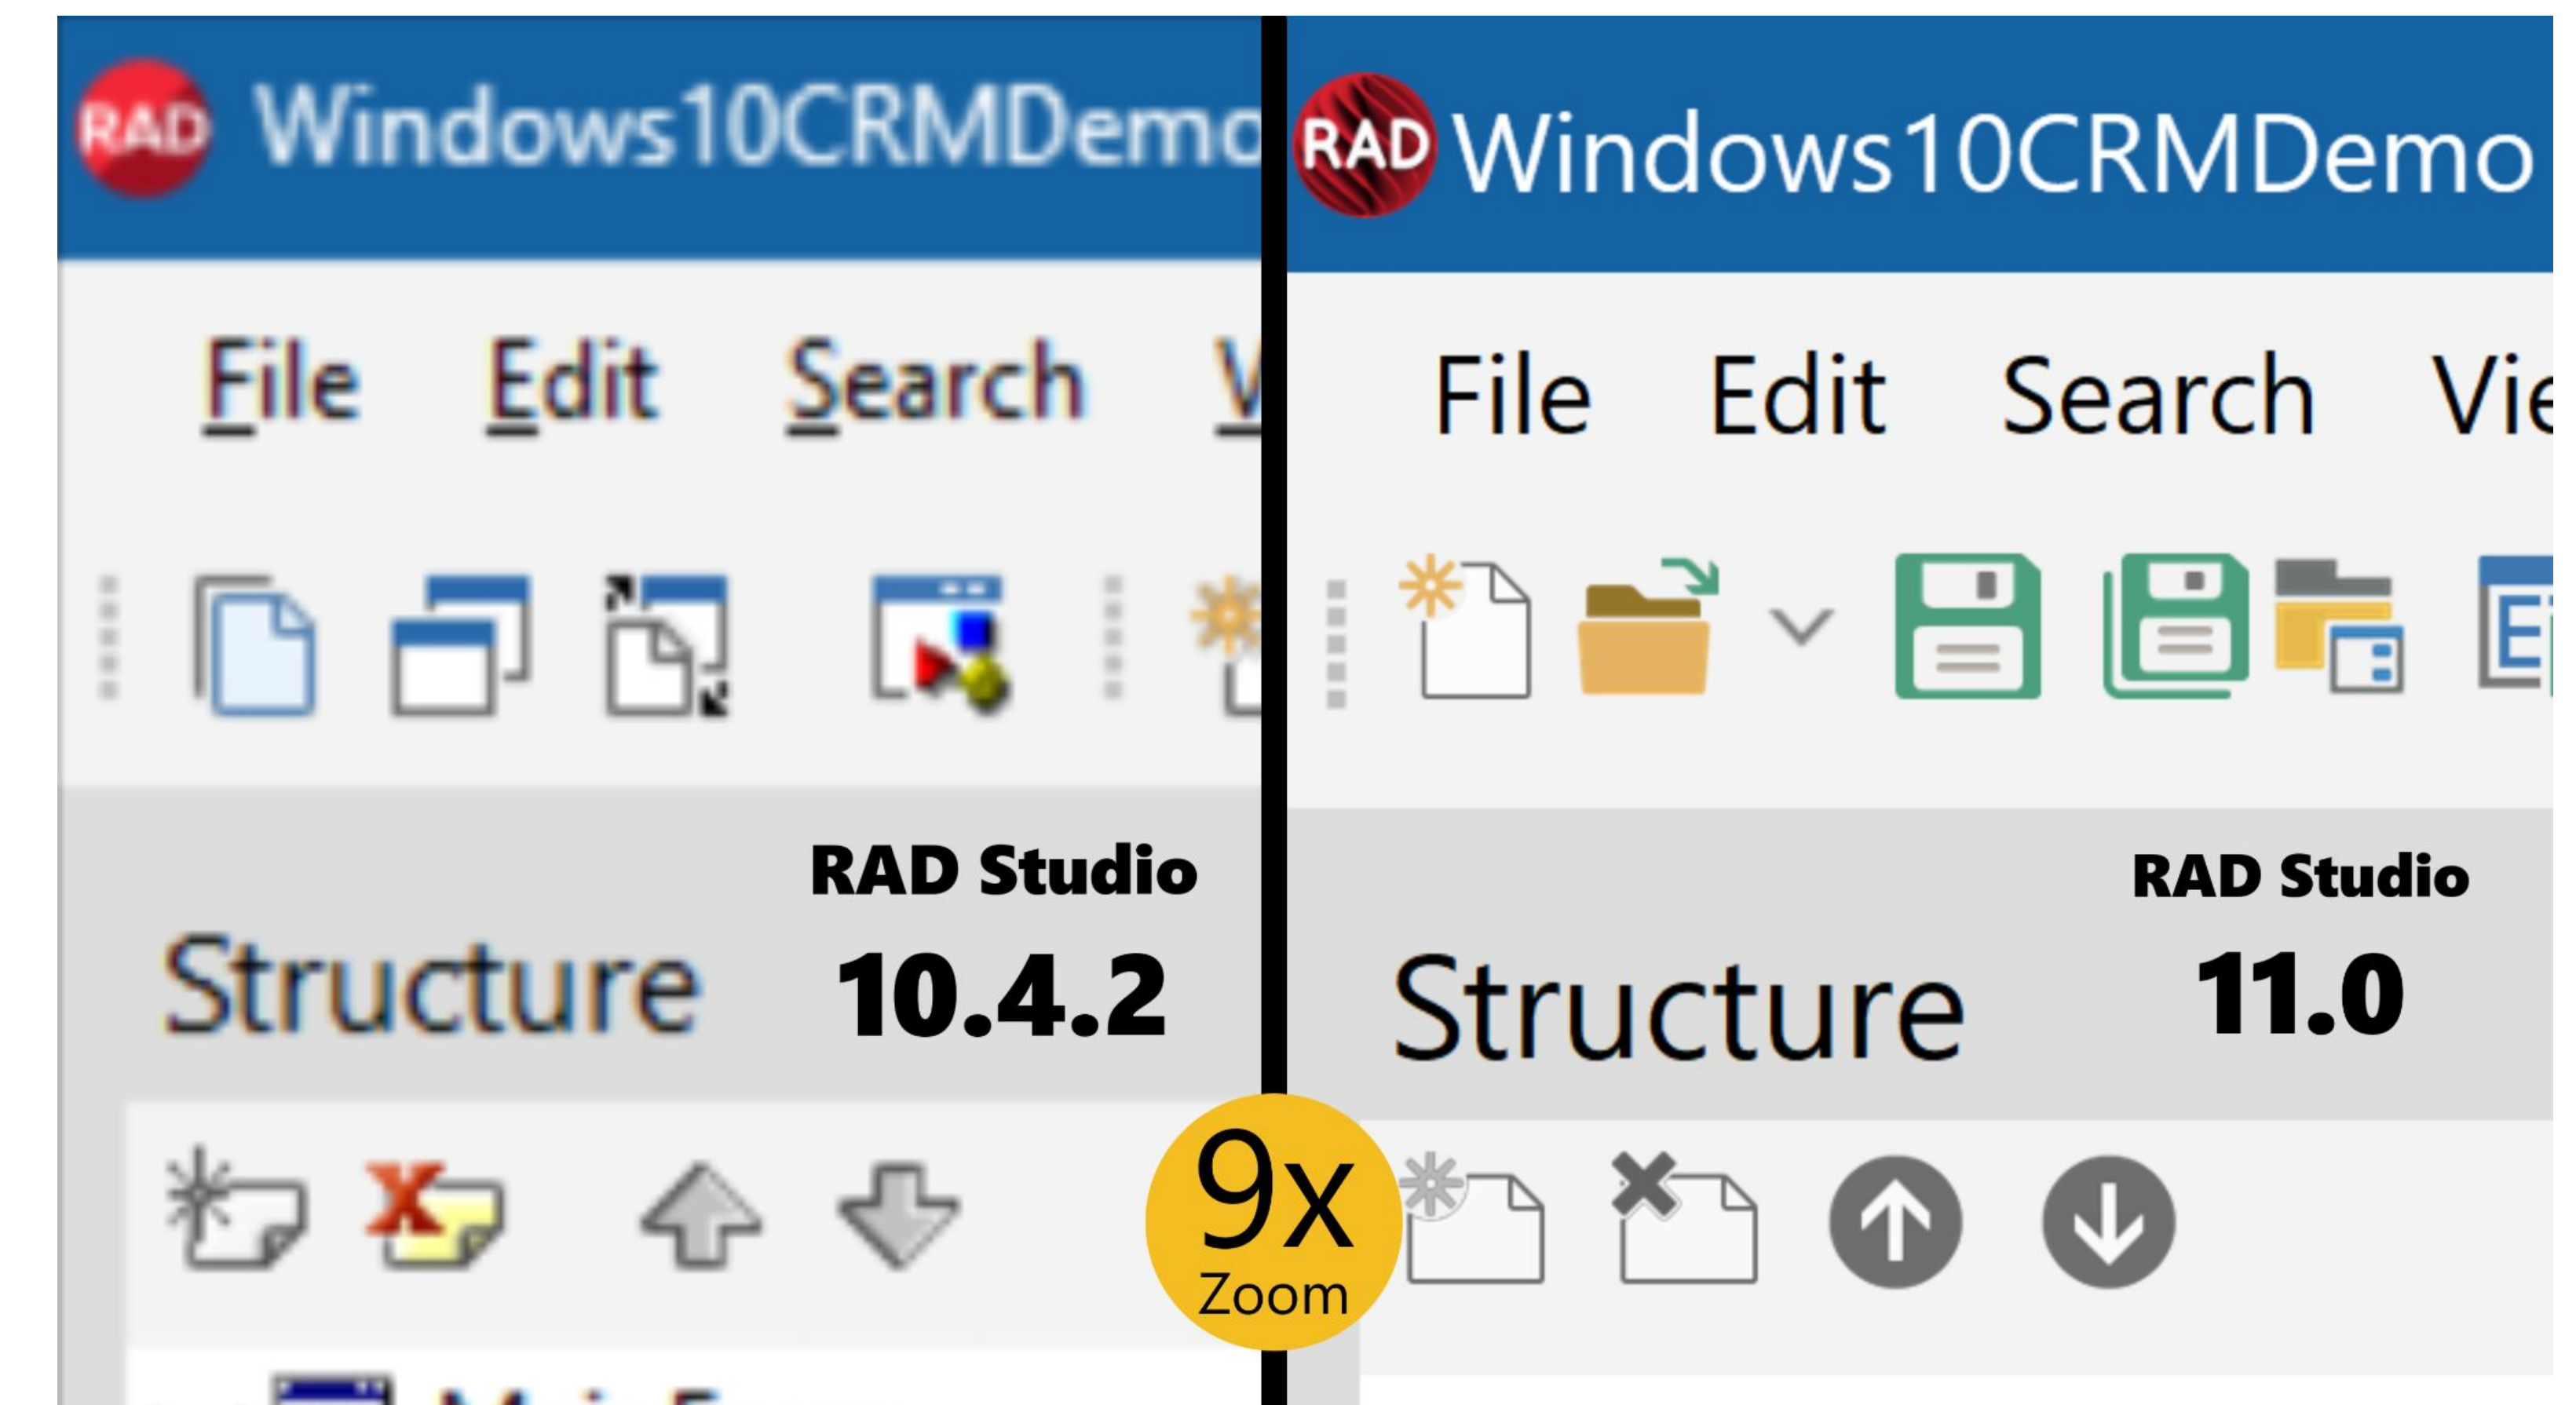 RAD Windows10CRMDemo
File Edit Search
RAD Studio
Structure 10.4.2
RAD Windows10CRMDemo
File Edit Search Vie
RAD Studio
Structure 11.0
9x
Zoom